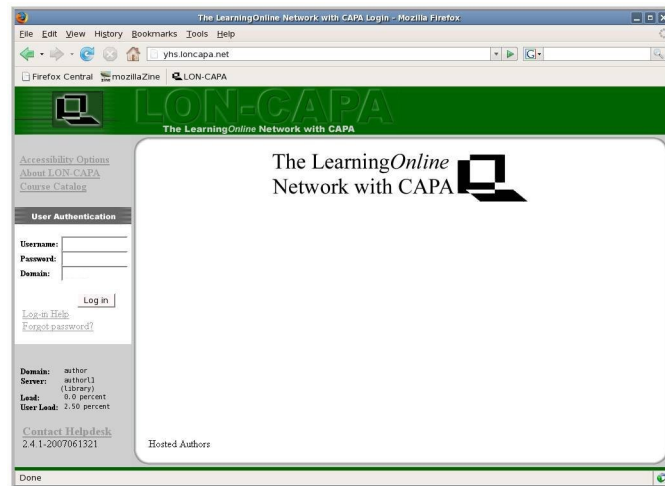 The LearningOnline Network with CAPA Login - Mozilla Firefox
File Edit View History Bookmarks Tools Help
yhs.loncapa.net
G
Firefox Central mozillaZine LON-CAPA
LON-CAPA
The LearningOnline Network with CAPA
The LearningOnline
Network with CAPA
Accessibility Options
About LON-CAPA
Course Catalog
User Authentication
Username:
Password:
Domain:
Log in
Log-in Help
Forgot password?
Domain: author
Server: authorl1
(library)
Load: 0.0 percent
User Load: 2.50 percent
Contact Helpdesk
2.4.1-2007061321
Hosted Authors
Done